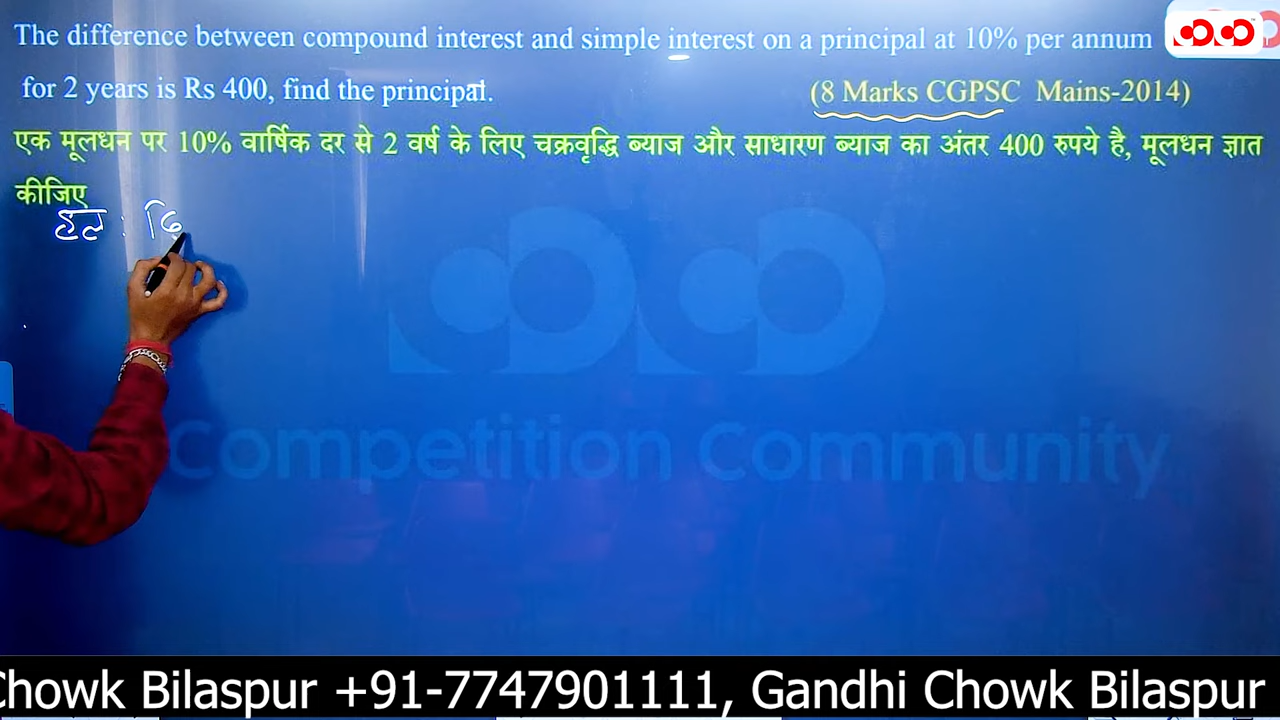 The difference between compound interest and simple interest on a principal at 10% per annum
for 2 years is Rs 400, find the principal.
(8 Marks CGPSC Mains-2014)
एक मूलधन पर 10% वार्षिक दर से 2 वर्ष के लिए चक्रवृद्धि ब्याज और साधारण ब्याज का अंतर 400 रुपये है, मूलधन ज्ञात
कीजिए
हल :
Competition Community
Chowk Bilaspur +91-7747901111, Gandhi Chowk Bilaspur